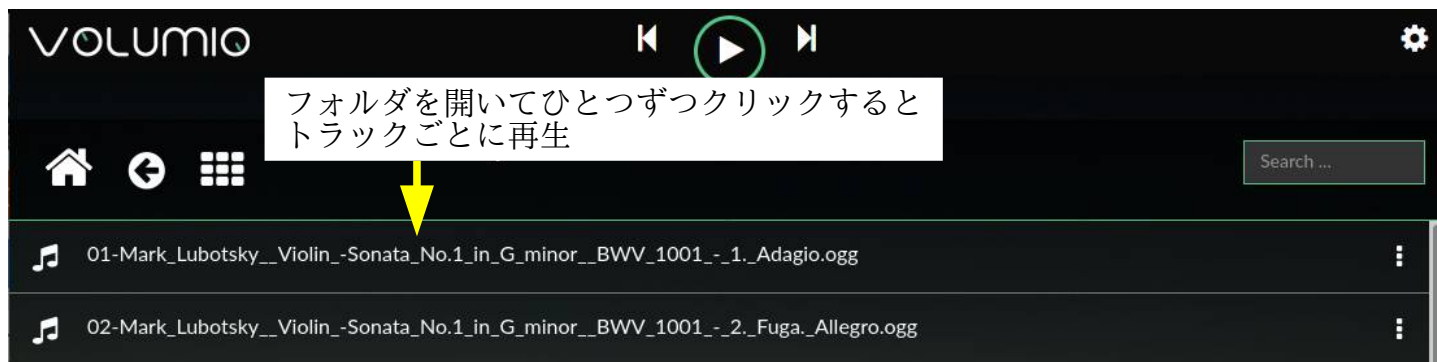 VOLUMIO
フォルダを開いてひとつずつクリックすると
トラックごとに再生
Search ...
01-Mark_Lubotsky__Violin_-Sonata_No.1_in_G_minor__BWV_1001_-_1._Adagio.ogg
02-Mark_Lubotsky__Violin_-Sonata_No.1_in_G_minor__BWV_1001_-_2._Fuga._Allegro.ogg